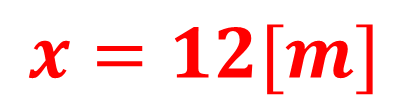 x = 12[m]